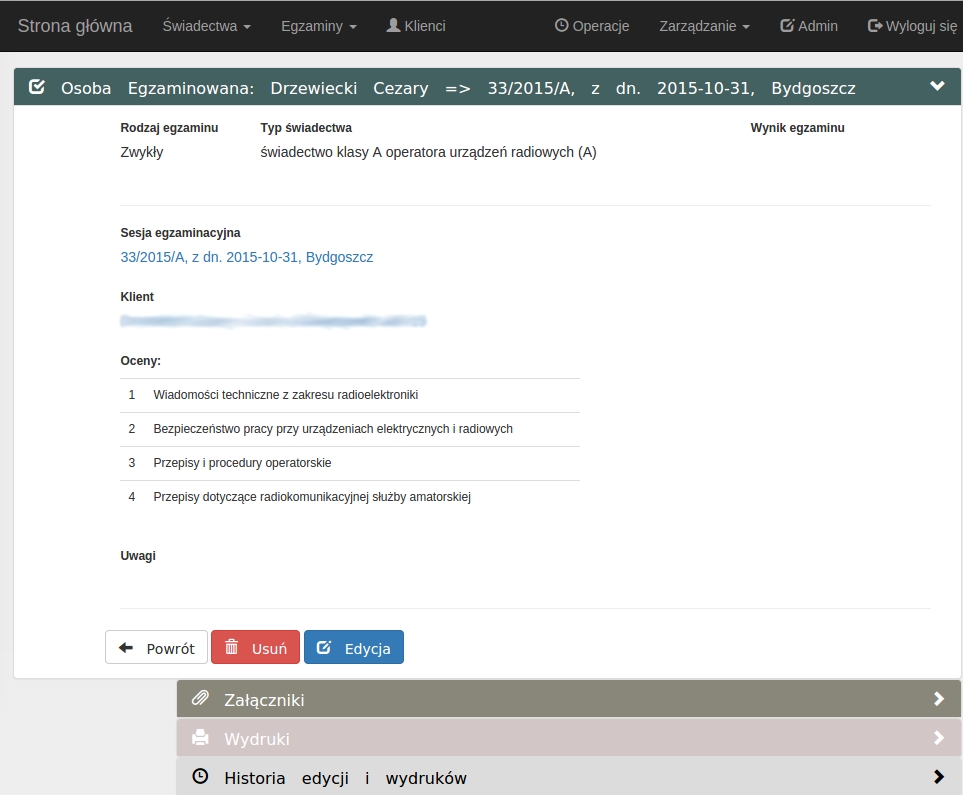 Strona główna Świadectwa Egzaminy Klienci Operacje Zarządzanie Admin Wyloguj się
Osoba Egzaminowana: Drzewiecki Cezary => 33/2015/A, z dn. 2015-10-31, Bydgoszcz
Rodzaj egzaminu Typ świadectwa Wynik egzaminu
Zwykły świadectwo klasy A operatora urządzeń radiowych (A)
Sesja egzaminacyjna
33/2015/A, z dn. 2015-10-31, Bydgoszcz
Klient
Oceny:
1 Wiadomości techniczne z zakresu radioelektroniki
2 Bezpieczeństwo pracy przy urządzeniach elektrycznych i radiowych
3 Przepisy i procedury operatorskie
4 Przepisy dotyczące radiokomunikacyjnej służby amatorskiej
Uwagi
Powrót Usuń Edycja
Załączniki
Wydruki
Historia edycji i wydruków